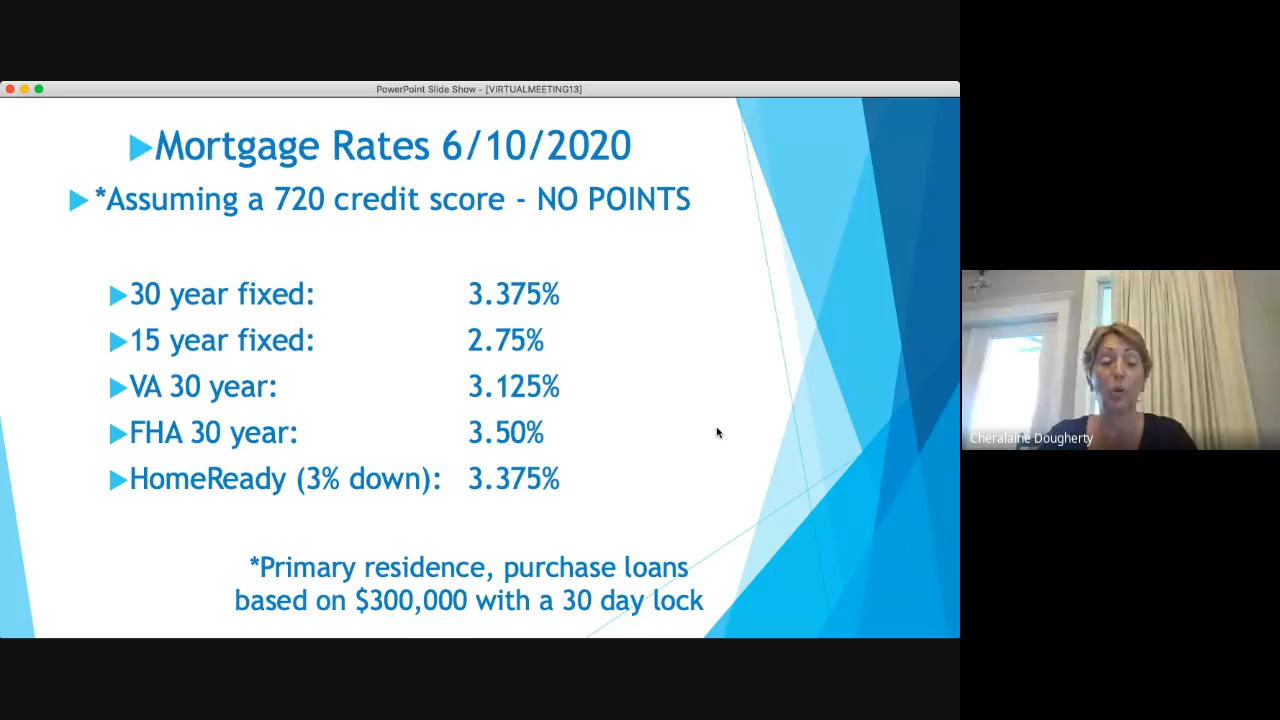 PowerPoint Slide Show - [VIRTUALMEETING13]
Mortgage Rates 6/10/2020
*Assuming a 720 credit score - NO POINTS
30 year fixed: 3.375%
15 year fixed: 2.75%
VA 30 year: 3.125%
FHA 30 year: 3.50%
HomeReady (3% down): 3.375%
*Primary residence, purchase loans
based on $300,000 with a 30 day lock
Cheralaine Dougherty